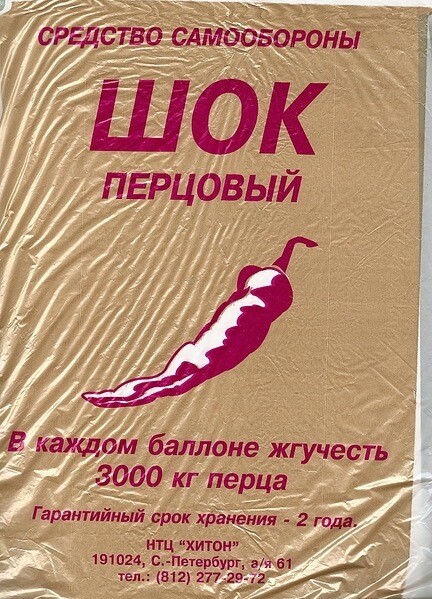 СРЕДСТВО САМООБОРОНЫ
ШОК
ПЕРЦОВЫЙ
В каждом баллоне жгучесть
3000 кг перца
Гарантийный срок хранения - 2 года.
НТЦ "ХИТОН"
191024, С.-Петербург, а/я 61
тел.: (812) 277-29-72